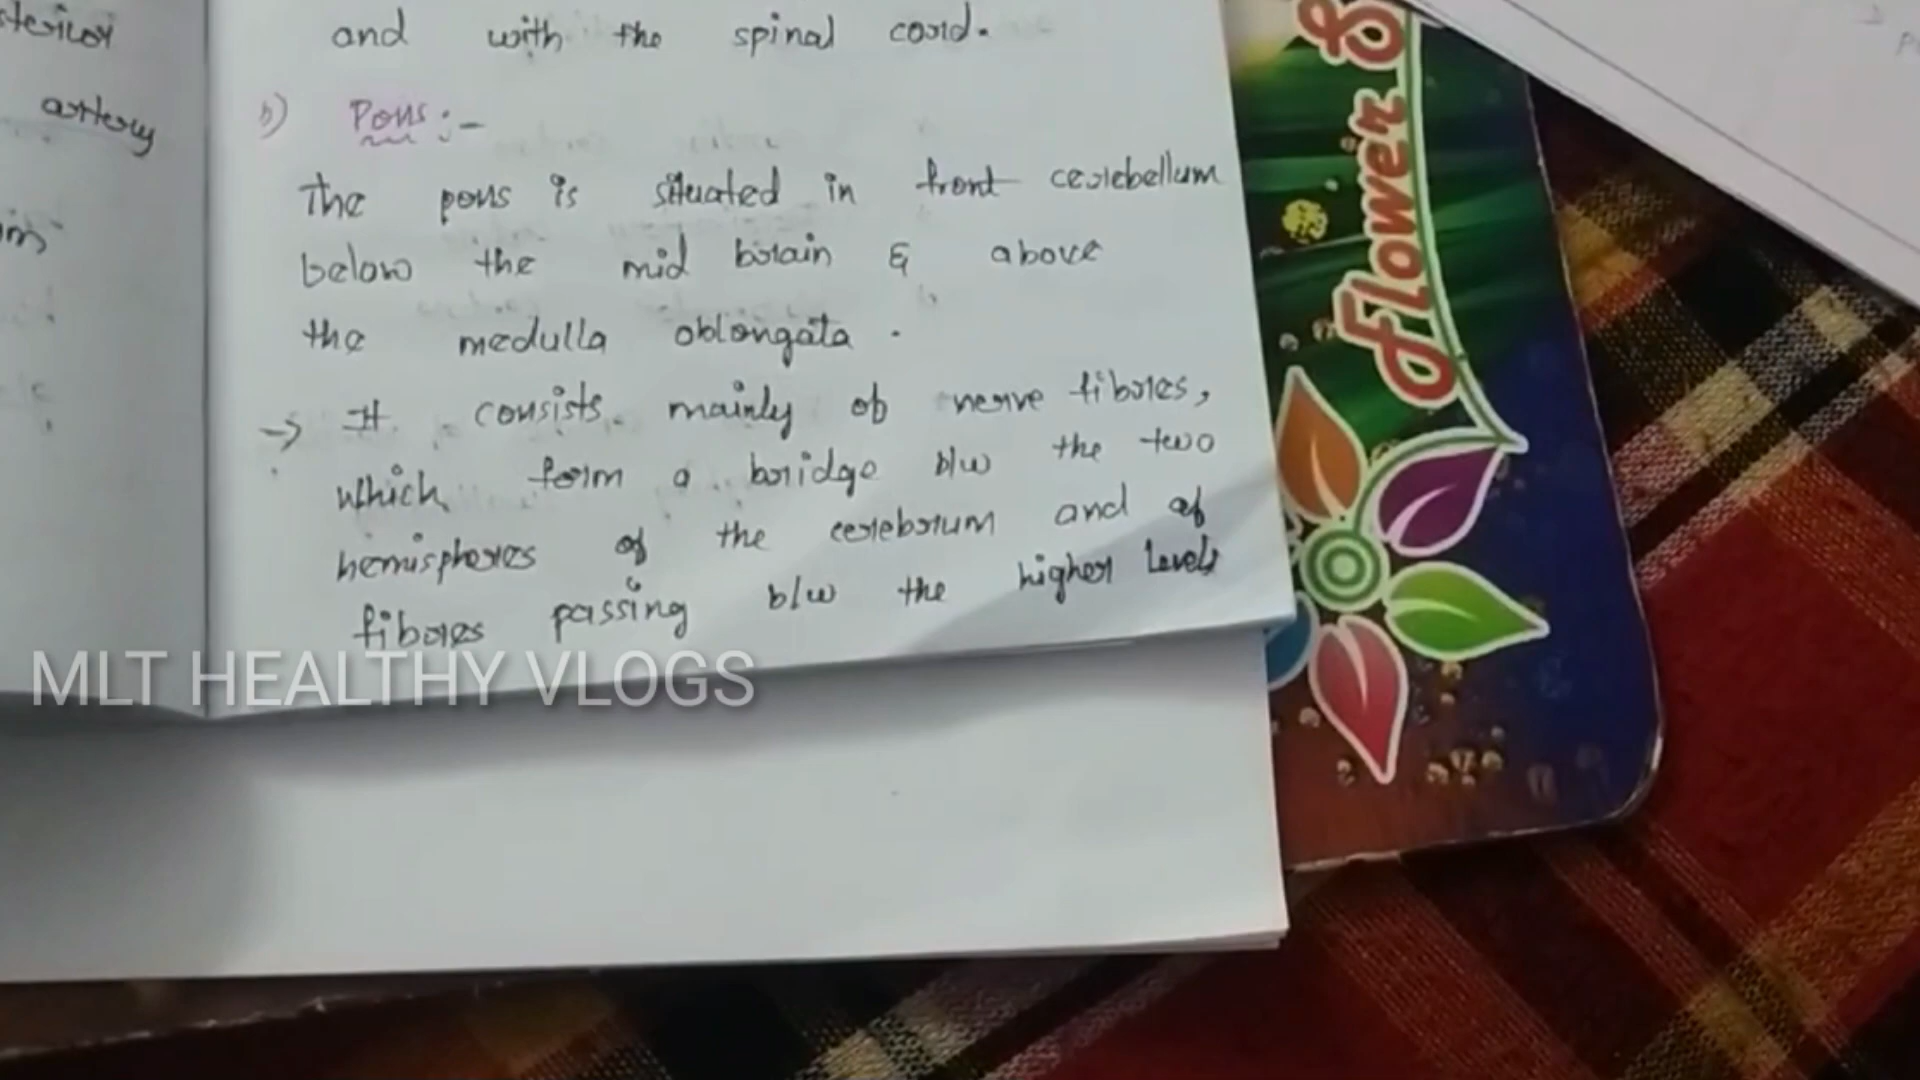 artery
and with the spinal cord.
b) Pons :-
The pons is situated in front cerebellum
below the mid brain & above
the medulla oblongata .
-> It consists mainly of nerve fibres,
which form a bridge b/w the two
hemispheres of the cerebrum and of
fibres passing b/w the higher levels
MLT HEALTHY VLOGS
Flower S